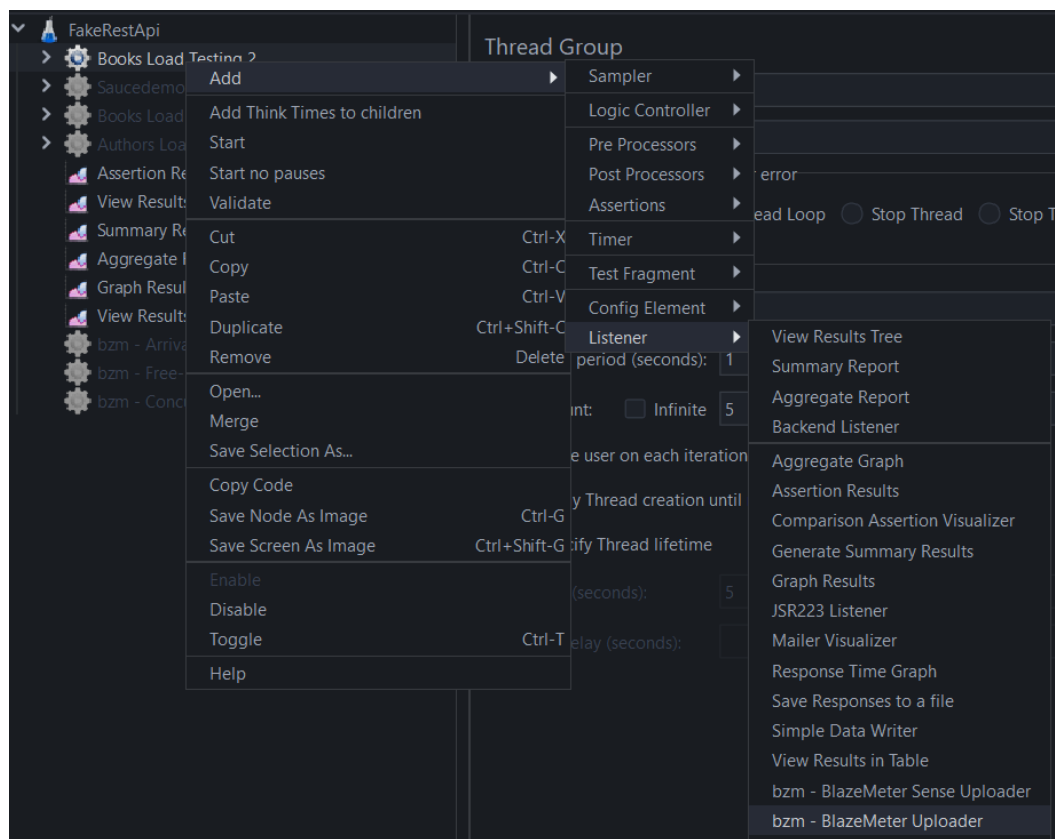 FakeRestApi
Books Load Testing 2
Saucedemo
Books Load
Authors Loa
Assertion Re
View Results
Summary Re
Aggregate
Graph Resul
View Results
bzm - Arriva
bzm - Free-
bzm - Conc
Add
Add Think Times to children
Start
Start no pauses
Validate
Cut Ctrl-X
Copy Ctrl-C
Paste Ctrl-V
Duplicate Ctrl+Shift-C
Remove Delete
Open...
Merge
Save Selection As...
Copy Code
Save Node As Image Ctrl-G
Save Screen As Image Ctrl+Shift-G
Enable
Disable
Toggle Ctrl-T
Help
Thread Group
Sampler
Logic Controller
Pre Processors
Post Processors
Assertions
Timer
Test Fragment
Config Element
Listener
error
ead Loop Stop Thread Stop T
period (seconds): 1
nt: Infinite 5
e user on each iteration
y Thread creation until
ify Thread lifetime
(seconds): 5
elay (seconds):
View Results Tree
Summary Report
Aggregate Report
Backend Listener
Aggregate Graph
Assertion Results
Comparison Assertion Visualizer
Generate Summary Results
Graph Results
JSR223 Listener
Mailer Visualizer
Response Time Graph
Save Responses to a file
Simple Data Writer
View Results in Table
bzm - BlazeMeter Sense Uploader
bzm - BlazeMeter Uploader